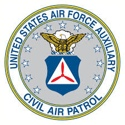 UNITED STATES AIR FORCE AUXILIARY
CIVIL AIR PATROL